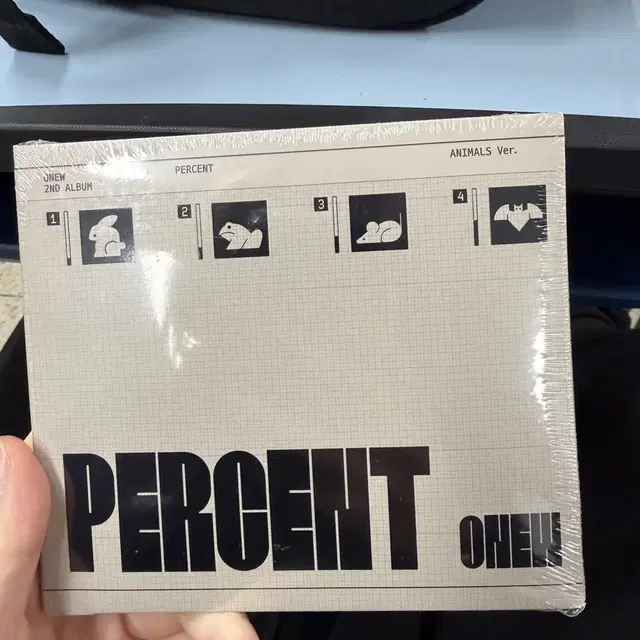 ONEW
2ND ALBUM
PERCENT
ANIMALS Ver.
1 2 3 4
PERCENT
ONEW